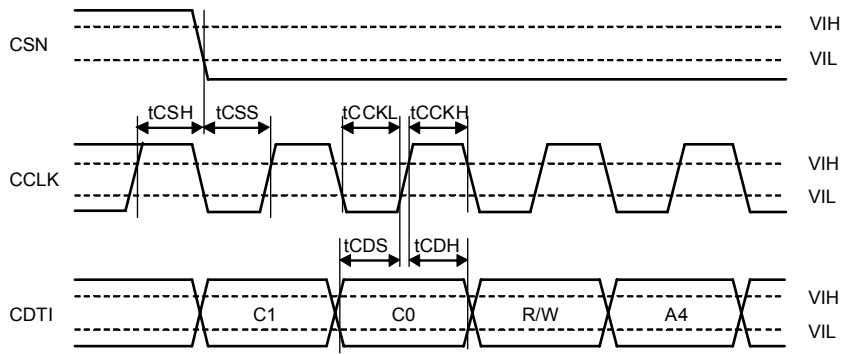 CSN VIH
VIL
tCSH tCSS tCCKL tCCKH
CCLK VIH
VIL
tCDS tCDH
CDTI C1 C0 R/W A4 VIH
VIL